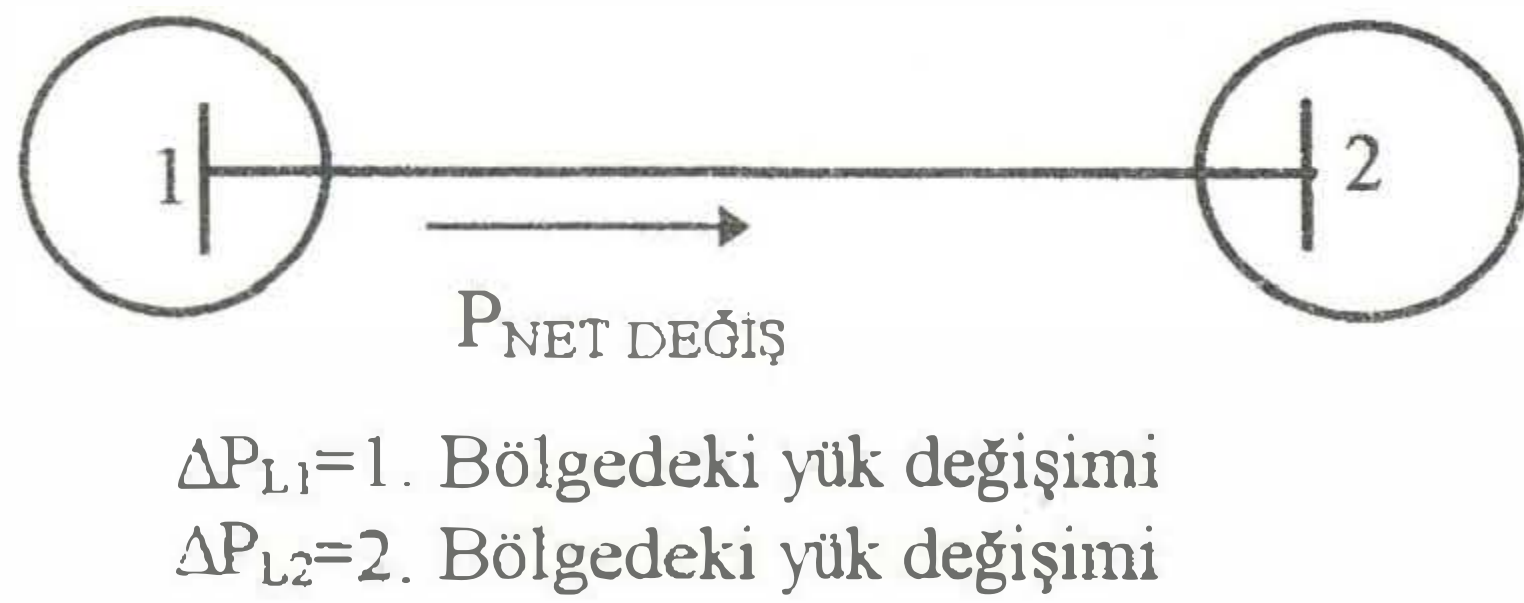 1
2
PNET DEĞİŞ
ΔPL1=1. Bölgedeki yük değişimi
ΔPL2=2. Bölgedeki yük değişimi